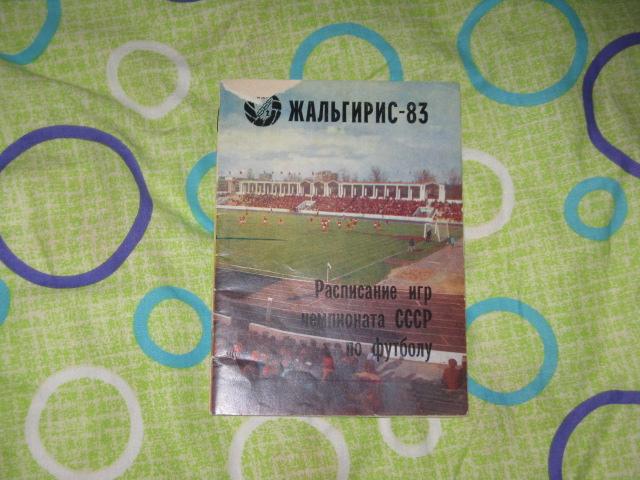 ЖАЛЬГИРИС-83
Расписание игр
чемпионата СССР
по футболу